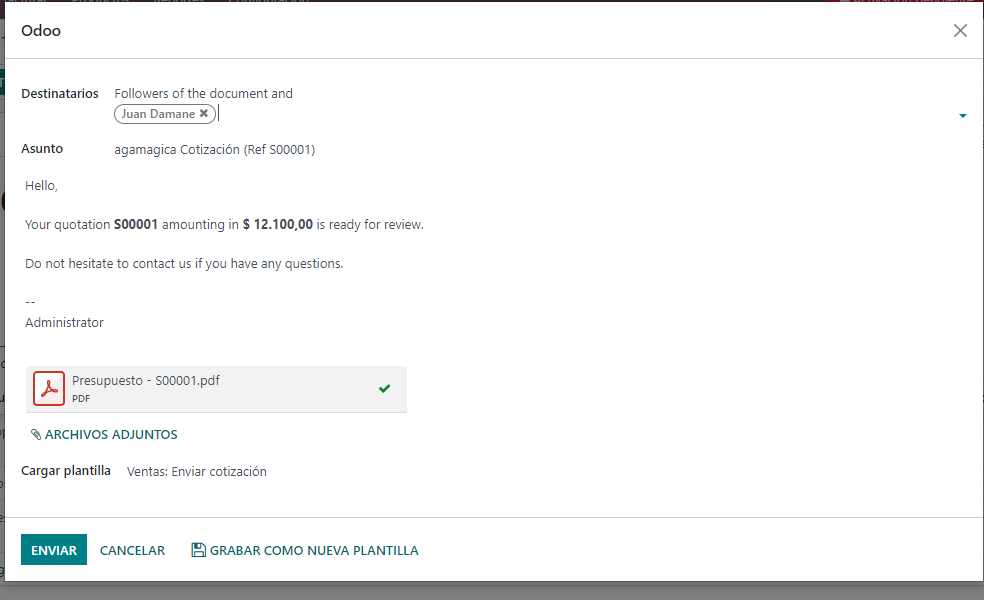 Odoo
Destinatarios Followers of the document and
Juan Damane ✖
Asunto agamagica Cotización (Ref S00001)
Hello,
Your quotation S00001 amounting in $ 12.100,00 is ready for review.
Do not hesitate to contact us if you have any questions.
--
Administrator
Presupuesto - S00001.pdf
PDF
ARCHIVOS ADJUNTOS
Cargar plantilla Ventas: Enviar cotización
ENVIAR CANCELAR GRABAR COMO NUEVA PLANTILLA